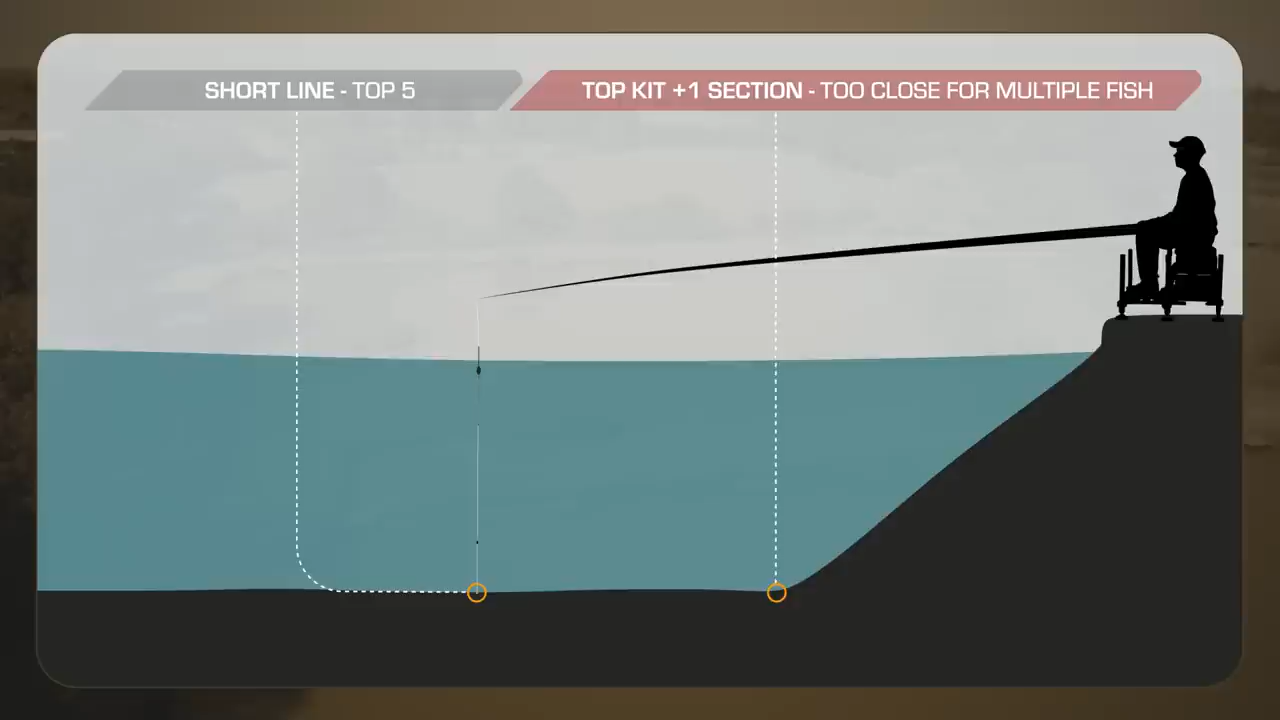 SHORT LINE - TOP 5
TOP KIT +1 SECTION - TOO CLOSE FOR MULTIPLE FISH